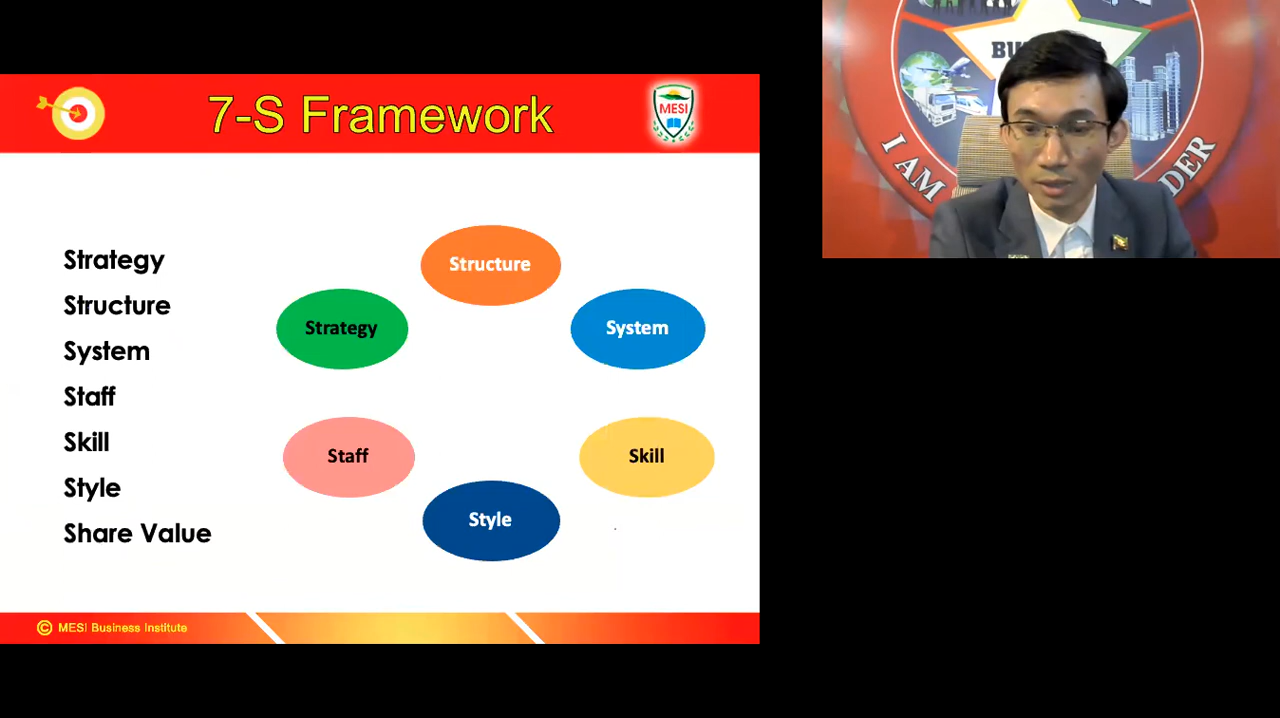 7-S Framework
MESI
Strategy
Structure
System
Staff
Skill
Style
Share Value
Structure
Strategy
System
Staff
Skill
Style
© MESI Business Institute
I AM
DER